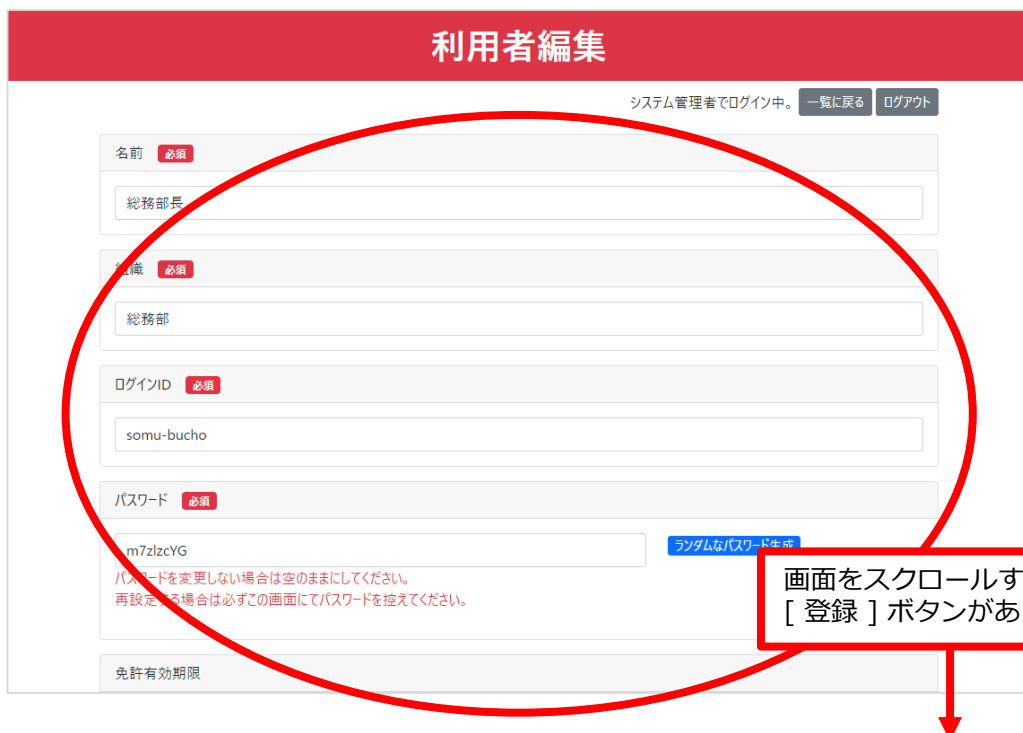 利用者編集
システム管理者でログイン中。 一覧に戻る ログアウト
名前 必須
総務部長
組織 必須
総務部
ログインID 必須
somu-bucho
パスワード 必須
m7zlzcYG ランダムなパスワード生成
パスワードを変更しない場合は空のままにしてください。
再設定する場合は必ずこの画面にてパスワードを控えてください。
画面をスクロールす
[ 登録 ] ボタンがあ
免許有効期限